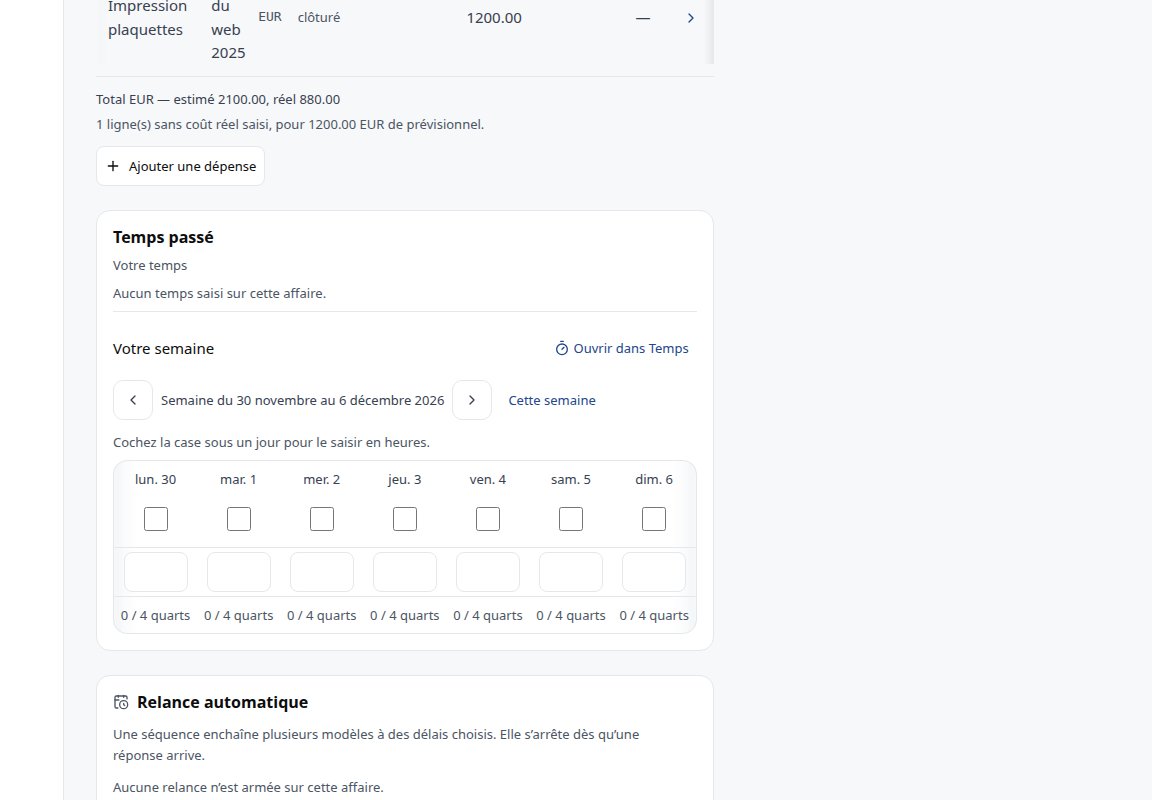 Impression plaquettes du web 2025 EUR clôturé 1200.00 —
Total EUR — estimé 2100.00, réel 880.00
1 ligne(s) sans coût réel saisi, pour 1200.00 EUR de prévisionnel.
Ajouter une dépense
Temps passé
Votre temps
Aucun temps saisi sur cette affaire.
Votre semaine
Ouvrir dans Temps
Semaine du 30 novembre au 6 décembre 2026
Cette semaine
Cochez la case sous un jour pour le saisir en heures.
lun. 30 mar. 1 mer. 2 jeu. 3 ven. 4 sam. 5 dim. 6
0 / 4 quarts 0 / 4 quarts 0 / 4 quarts 0 / 4 quarts 0 / 4 quarts 0 / 4 quarts 0 / 4 quarts
Relance automatique
Une séquence enchaîne plusieurs modèles à des délais choisis. Elle s’arrête dès qu’une
réponse arrive.
Aucune relance n’est armée sur cette affaire.